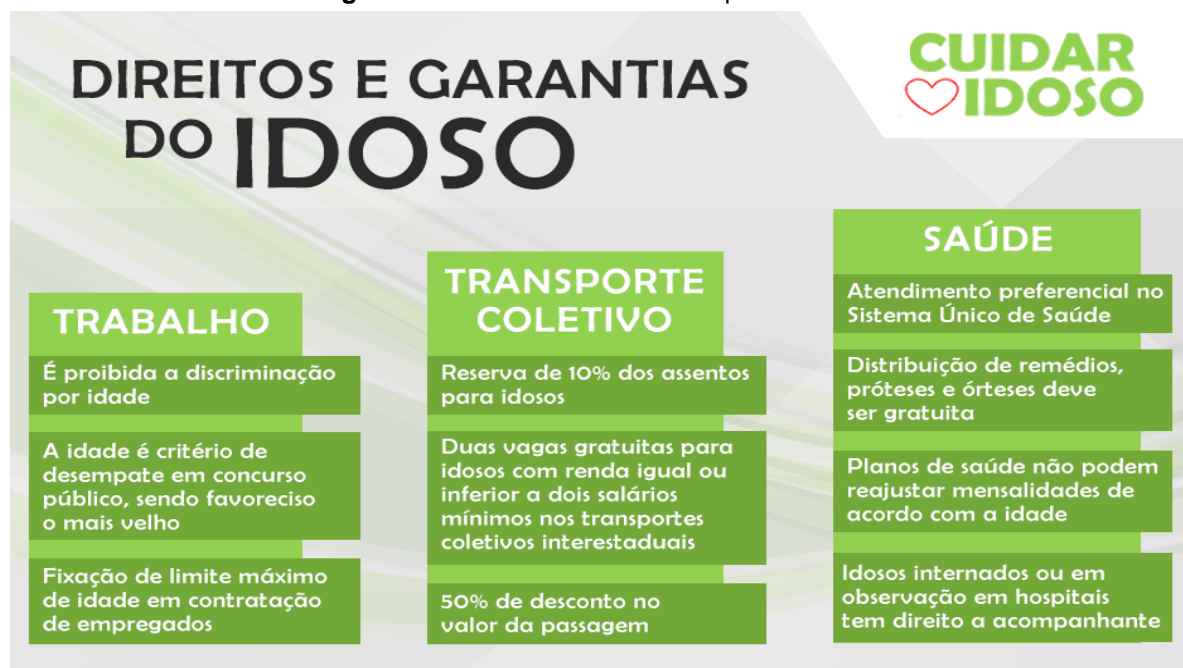 DIREITOS E GARANTIAS
DO IDOSO
CUIDAR
IDOSO
TRABALHO
É proibida a discriminação
por idade
A idade é critério de
desempate em concurso
público, sendo favoreciso
o mais velho
Fixação de limite máximo
de idade em contratação
de empregados
TRANSPORTE
COLETIVO
Reserva de 10% dos assentos
para idosos
Duas vagas gratuitas para
idosos com renda igual ou
inferior a dois salários
mínimos nos transportes
coletivos interestaduais
50% de desconto no
valor da passagem
SAÚDE
Atendimento preferencial no
Sistema Único de Saúde
Distribuição de remédios,
próteses e órteses deve
ser gratuita
Planos de saúde não podem
reajustar mensalidades de
acordo com a idade
Idosos internados ou em
observação em hospitais
tem direito a acompanhante